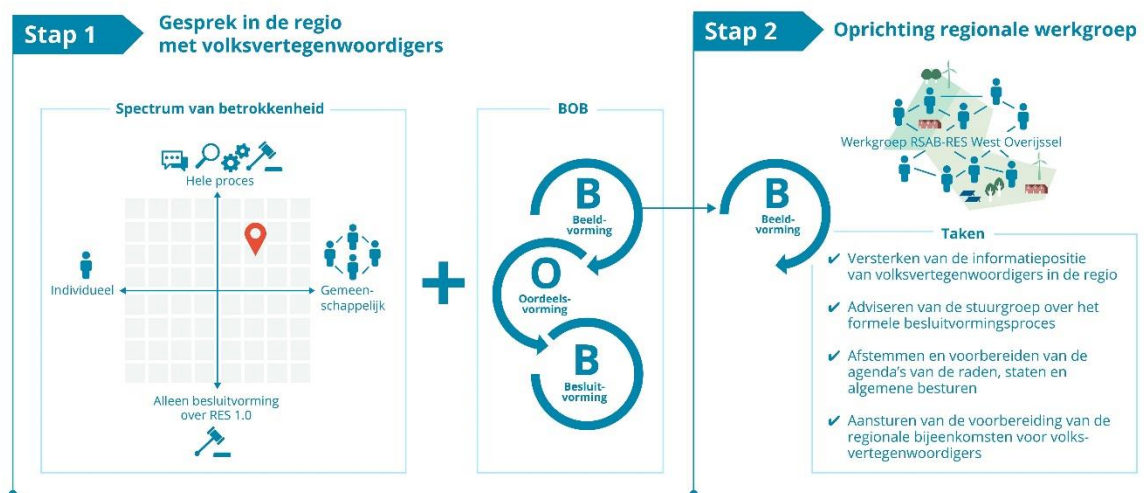 Stap 1
Gesprek in de regio
met volksvertegenwoordigers
Spectrum van betrokkenheid
Hele proces
Individueel
Gemeen-
schappelijk
Alleen besluitvorming
over RES 1.0
BOB
B
Beeld-
vorming
O
Oordeels-
vorming
B
Besluit-
vorming
Stap 2
Oprichting regionale werkgroep
Werkgroep RSAB-RES West Overijssel
B
Beeld-
vorming
Taken
✔ Versterken van de informatiepositie
van volksvertegenwoordigers in de regio
✔ Adviseren van de stuurgroep over het
formele besluitvormingsproces
✔ Afstemmen en voorbereiden van de
agenda's van de raden, staten en
algemene besturen
✔ Aansturen van de voorbereiding van de
regionale bijeenkomsten voor volks-
vertegenwoordigers